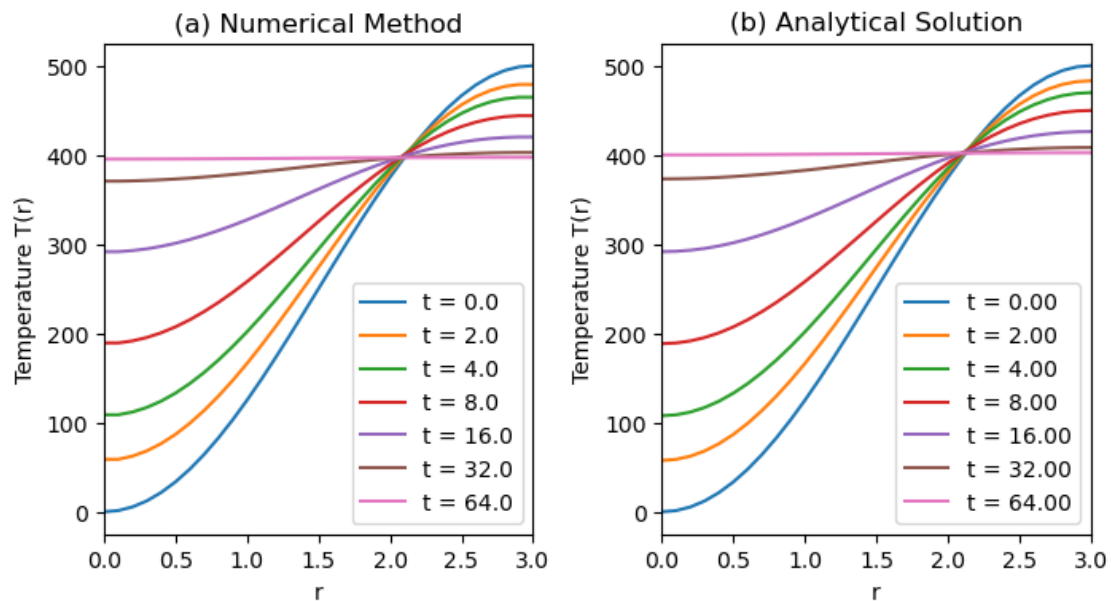 (a) Numerical Method
500
400
300
200
100
0
Temperature T(r)
t = 0.0
t = 2.0
t = 4.0
t = 8.0
t = 16.0
t = 32.0
t = 64.0
0.0 0.5 1.0 1.5 2.0 2.5 3.0
r
(b) Analytical Solution
500
400
300
200
100
0
Temperature T(r)
t = 0.00
t = 2.00
t = 4.00
t = 8.00
t = 16.00
t = 32.00
t = 64.00
0.0 0.5 1.0 1.5 2.0 2.5 3.0
r